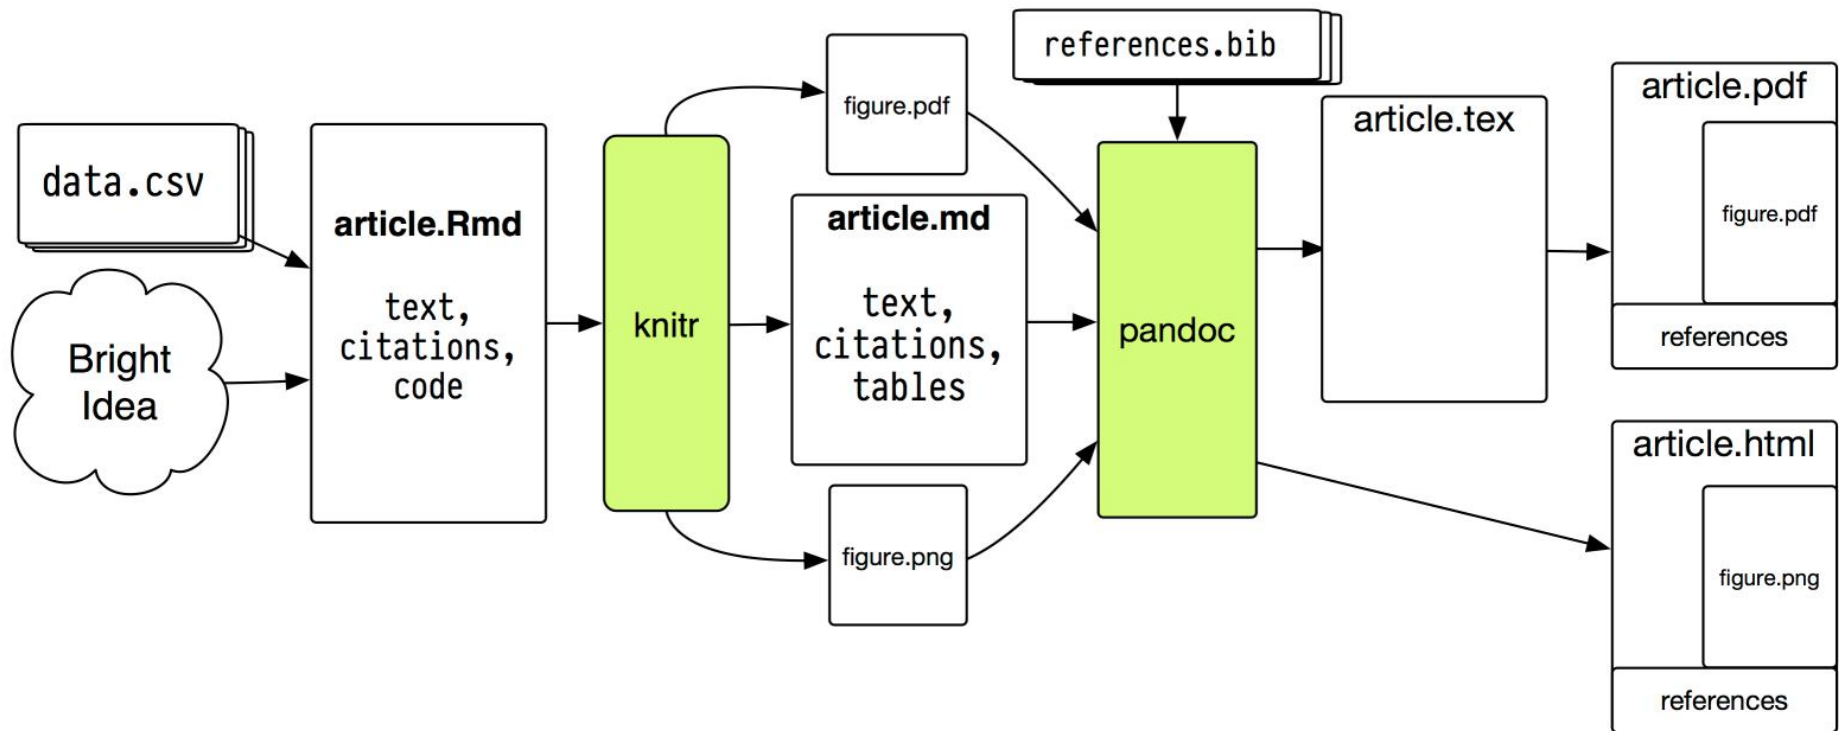 data.csv
Bright
Idea
article.Rmd
text,
citations,
code
knitr
figure.pdf
article.md
text,
citations,
tables
figure.png
references.bib
pandoc
article.tex
article.pdf
figure.pdf
references
article.html
figure.png
references